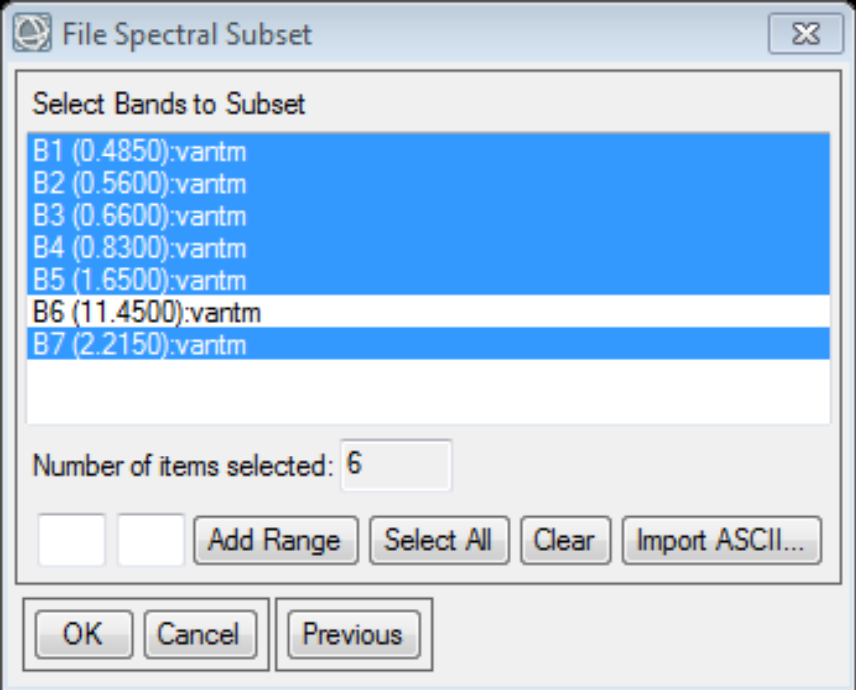 File Spectral Subset
Select Bands to Subset
B1 (0.4850):vantm
B2 (0.5600):vantm
B3 (0.6600):vantm
B4 (0.8300):vantm
B5 (1.6500):vantm
B6 (11.4500):vantm
B7 (2.2150):vantm
Number of items selected: 6
Add Range Select All Clear Import ASCII...
OK Cancel Previous